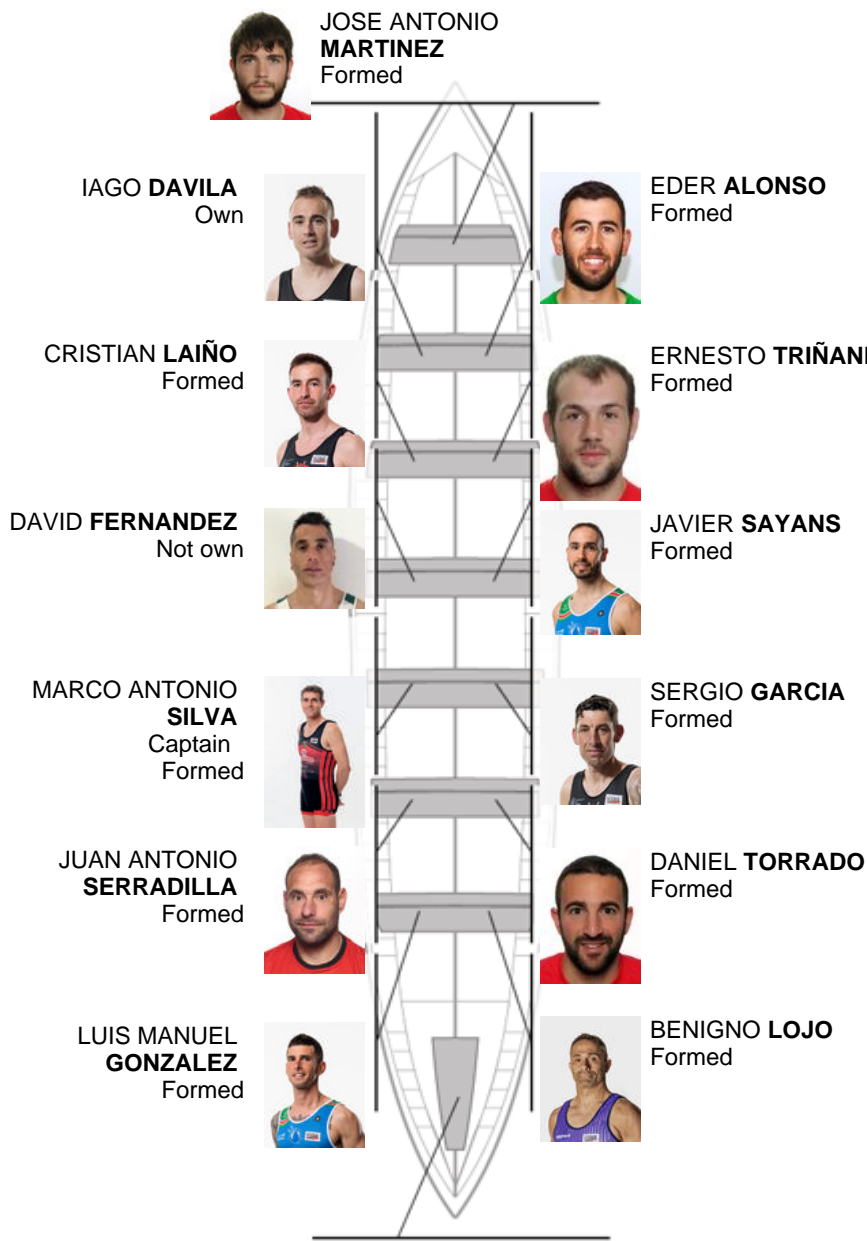 JOSE ANTONIO
MARTINEZ
Formed
IAGO DAVILA
Own
EDER ALONSO
Formed
CRISTIAN LAIÑO
Formed
ERNESTO
Formed
DAVID FERNANDEZ
Not own
JAVIER SAYANS
Formed
MARCO ANTONIO
SILVA
Captain
Formed
SERGIO GARCIA
Formed
JUAN ANTONIO
SERRADILLA
Formed
DANIEL TORRADO
Formed
LUIS MANUEL
GONZALEZ
Formed
BENIGNO LOJO
Formed